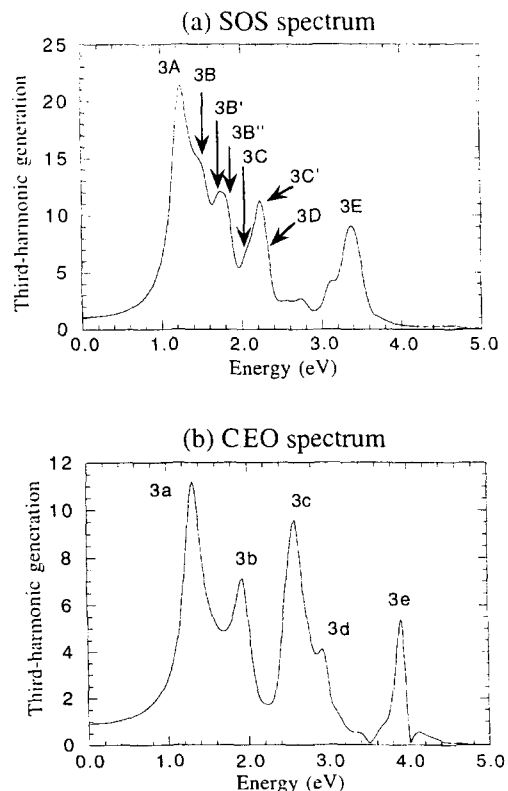 (a) SOS spectrum
Third-harmonic generation
25
20
15
10
5
0
3A
3B
3B'
3B''
3C
3C'
3D
3E
0.0 1.0 2.0 3.0 4.0 5.0
Energy (eV)
(b) CEO spectrum
Third-harmonic generation
12
10
8
6
4
2
0
3a
3b
3c
3d
3e
0.0 1.0 2.0 3.0 4.0 5.0
Energy (eV)